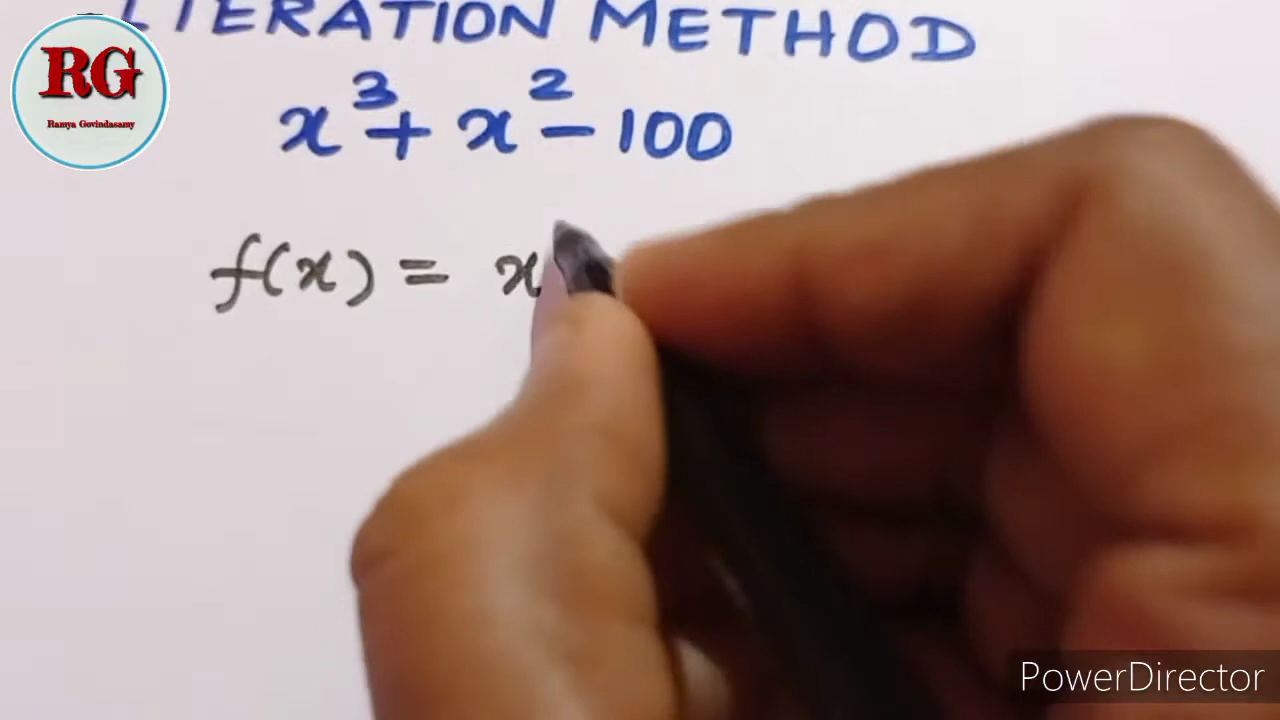 ITERATION METHOD
x³ + x² - 100
f(x) = x
RG
Ramya Govindasamy
PowerDirector